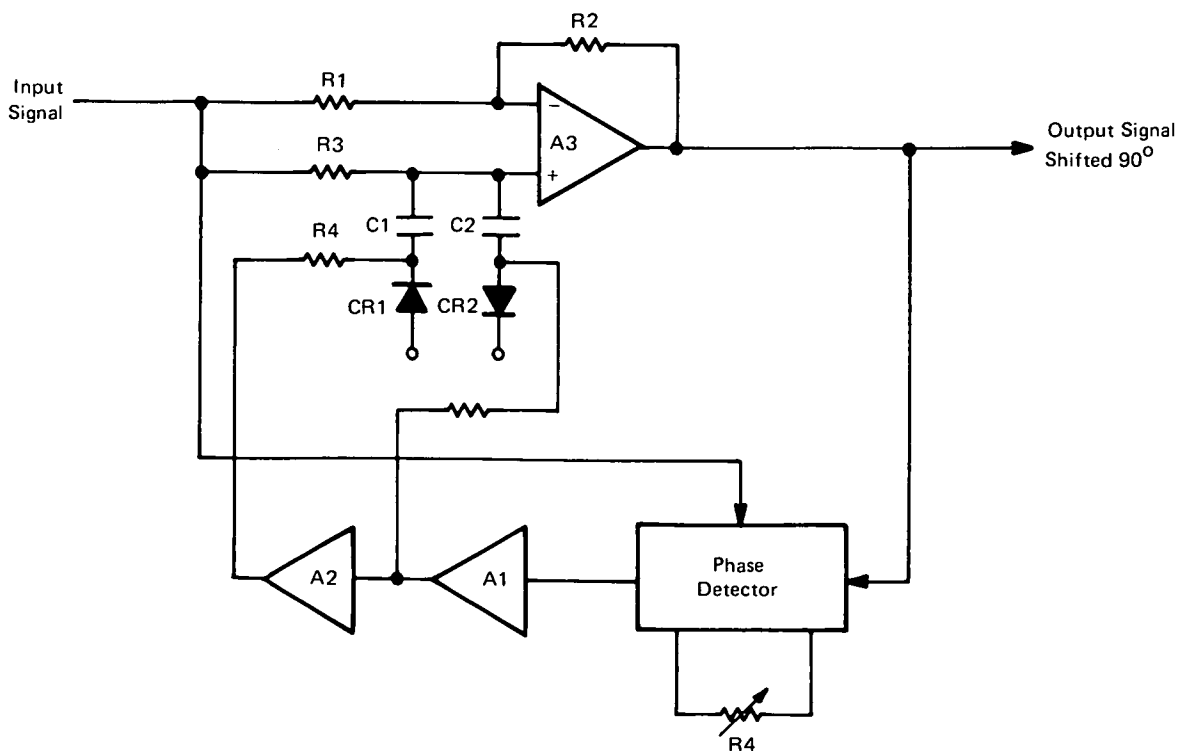 R2
Input
Signal
R1
−
A3
+
Output Signal
Shifted 90°
R3
C1
C2
R4
CR1
CR2
A2
A1
Phase
Detector
R4